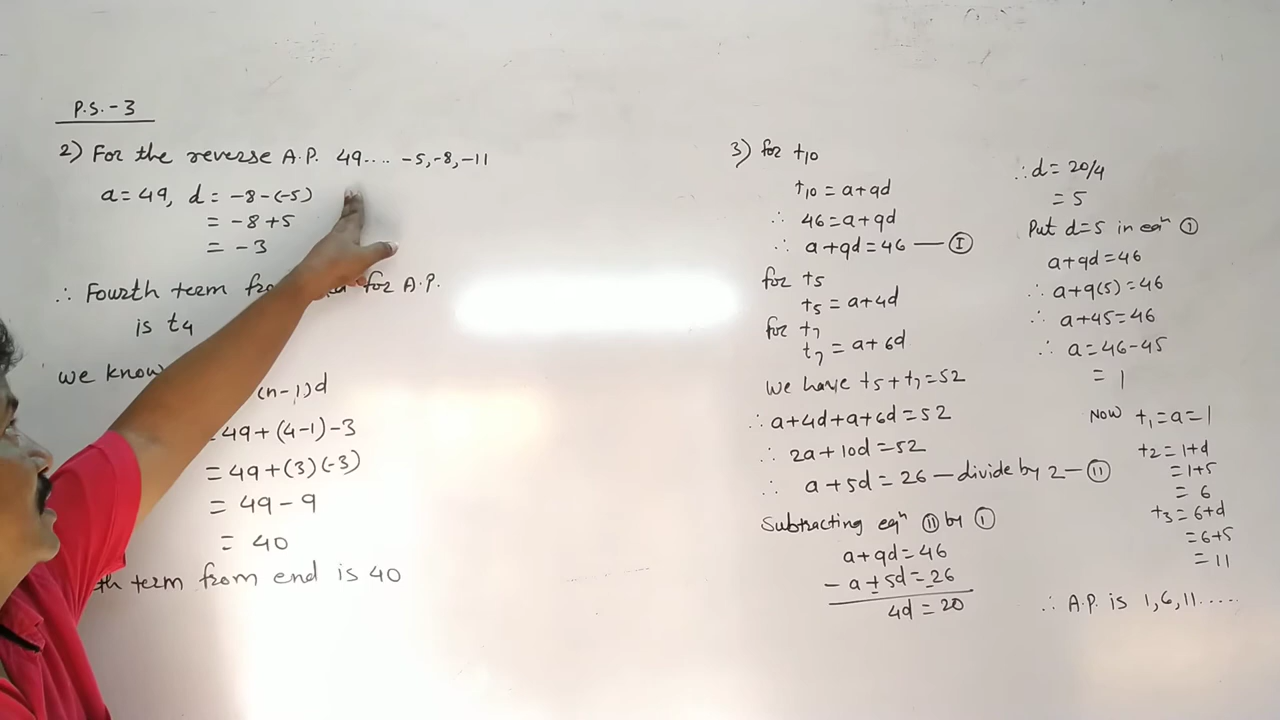 P.S.-3
2) For the reverse A.P. 49.... -5,-8,-11
a=49, d = -8-(-5)
= -8+5
= -3
∴ Fourth term for A.P.
is t4
we know
(n-1)d
=49+(4-1)-3
=49+(3)(-3)
= 49-9
= 40
th term from end is 40
3) for t10
t10 = a+9d
∴ 46=a+9d
∴ a+9d=46 — I
for t5
t5 = a+4d
for t7
t7 = a+6d
We have t5+t7=52
∴ a+4d+a+6d=52
∴ 2a+10d=52
∴ a+5d=26 — divide by 2 — II
Subtracting eqn II by I
a+9d=46
- a±5d=26
4d = 20
∴ d= 20/4
= 5
Put d=5 in eqn I
a+9d=46
∴ a+9(5)=46
∴ a+45=46
∴ a=46-45
= 1
Now t1=a=1
t2=1+d
=1+5
= 6
t3=6+d
=6+5
= 11
∴ A.P. is 1,6,11.....